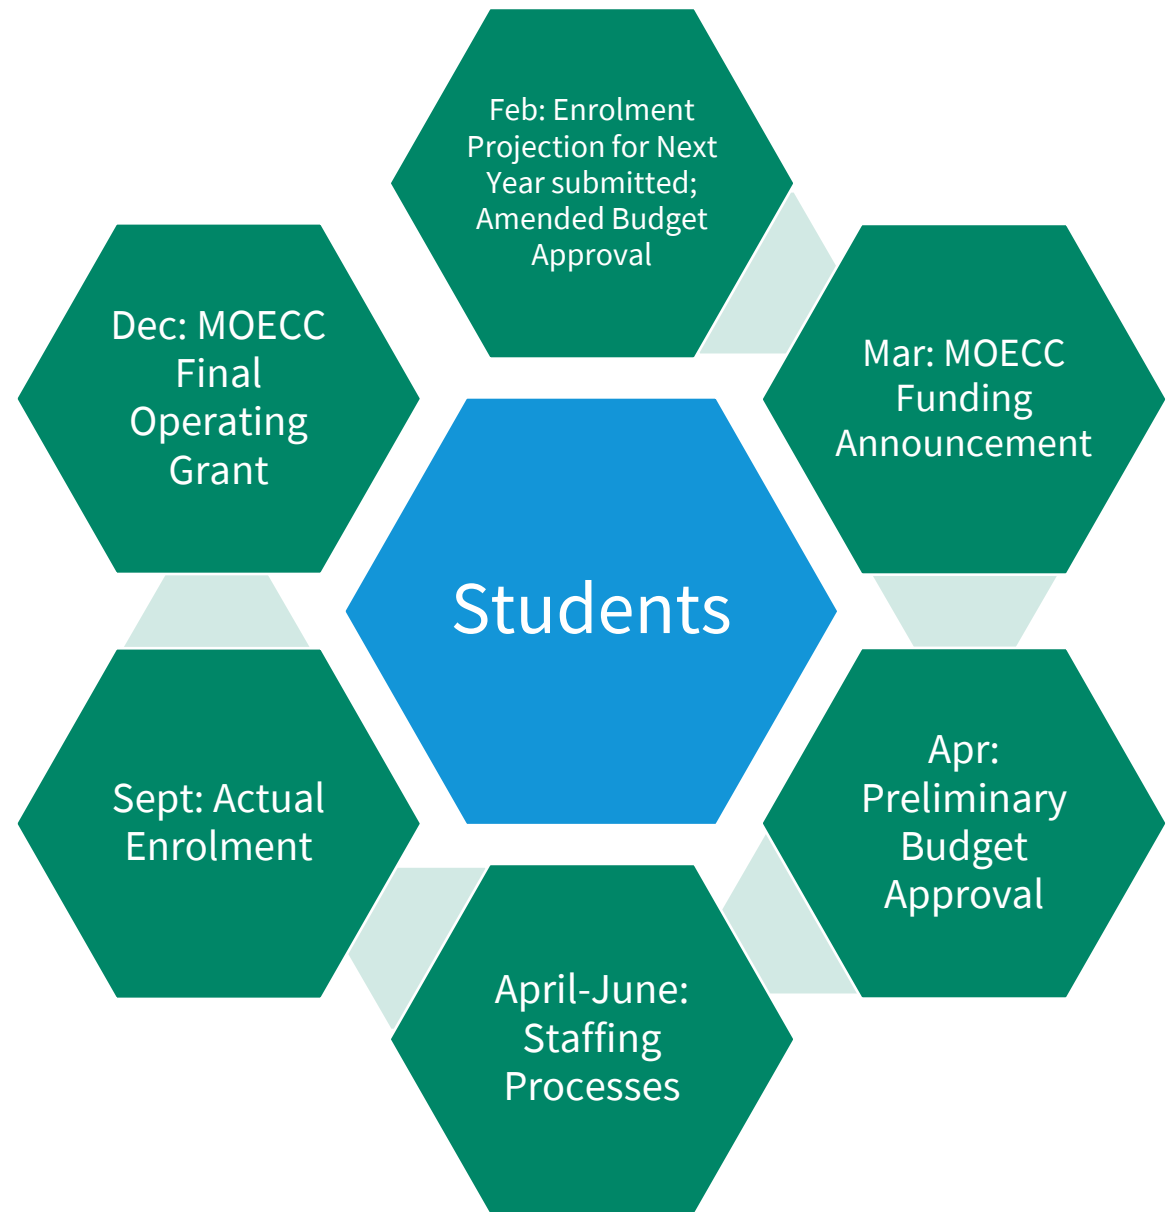 Feb: Enrolment
Projection for Next
Year submitted;
Amended Budget
Approval
Mar: MOECC
Funding
Announcement
Apr:
Preliminary
Budget
Approval
April-June:
Staffing
Processes
Sept: Actual
Enrolment
Dec: MOECC
Final
Operating
Grant
Students